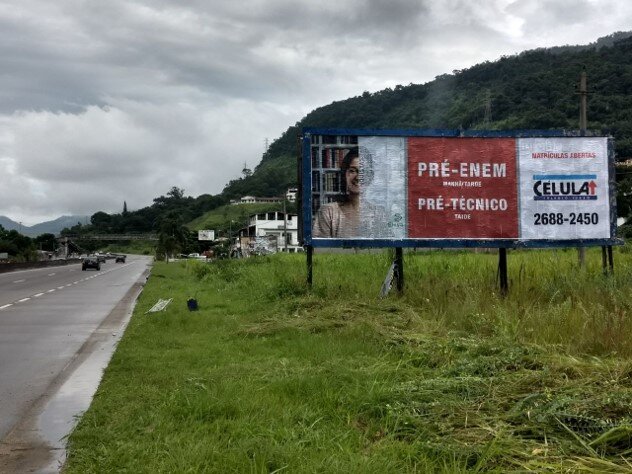 PRÉ-ENEM
MANHÃ/TARDE
PRÉ-TÉCNICO
TARDE
MATRÍCULAS ABERTAS
CELULA
2688-2450